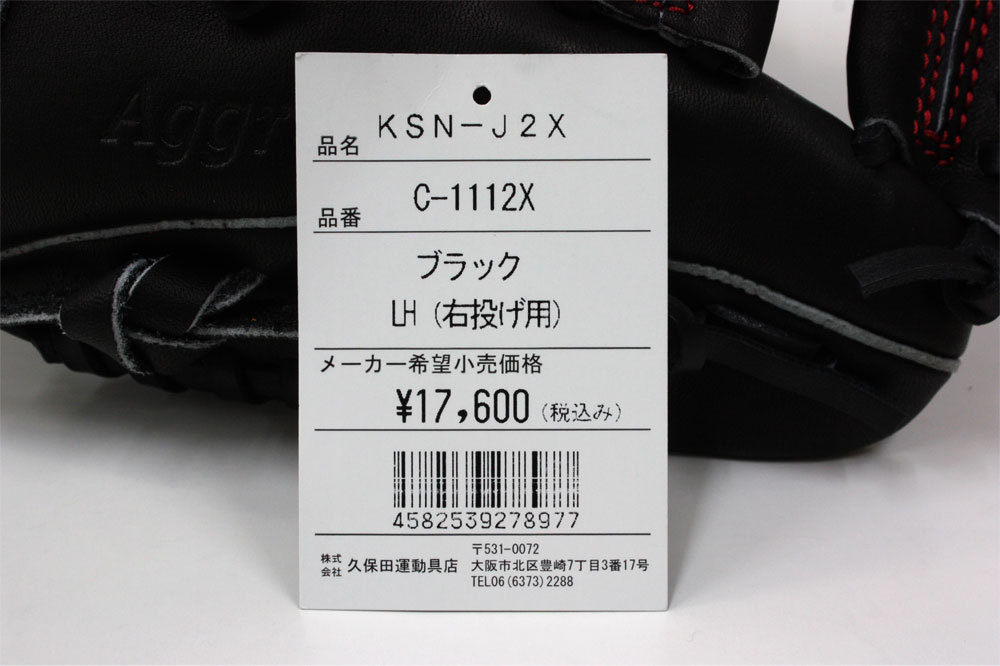 Aggr
品名 KSN-J2X
品番 C-1112X
ブラック
LH (右投げ用)
メーカー希望小売価格
¥17,600 (税込み)
4582539278977
株式会社 久保田運動具店
〒531-0072
大阪市北区豊崎7丁目3番17号
TEL06(6373)2288